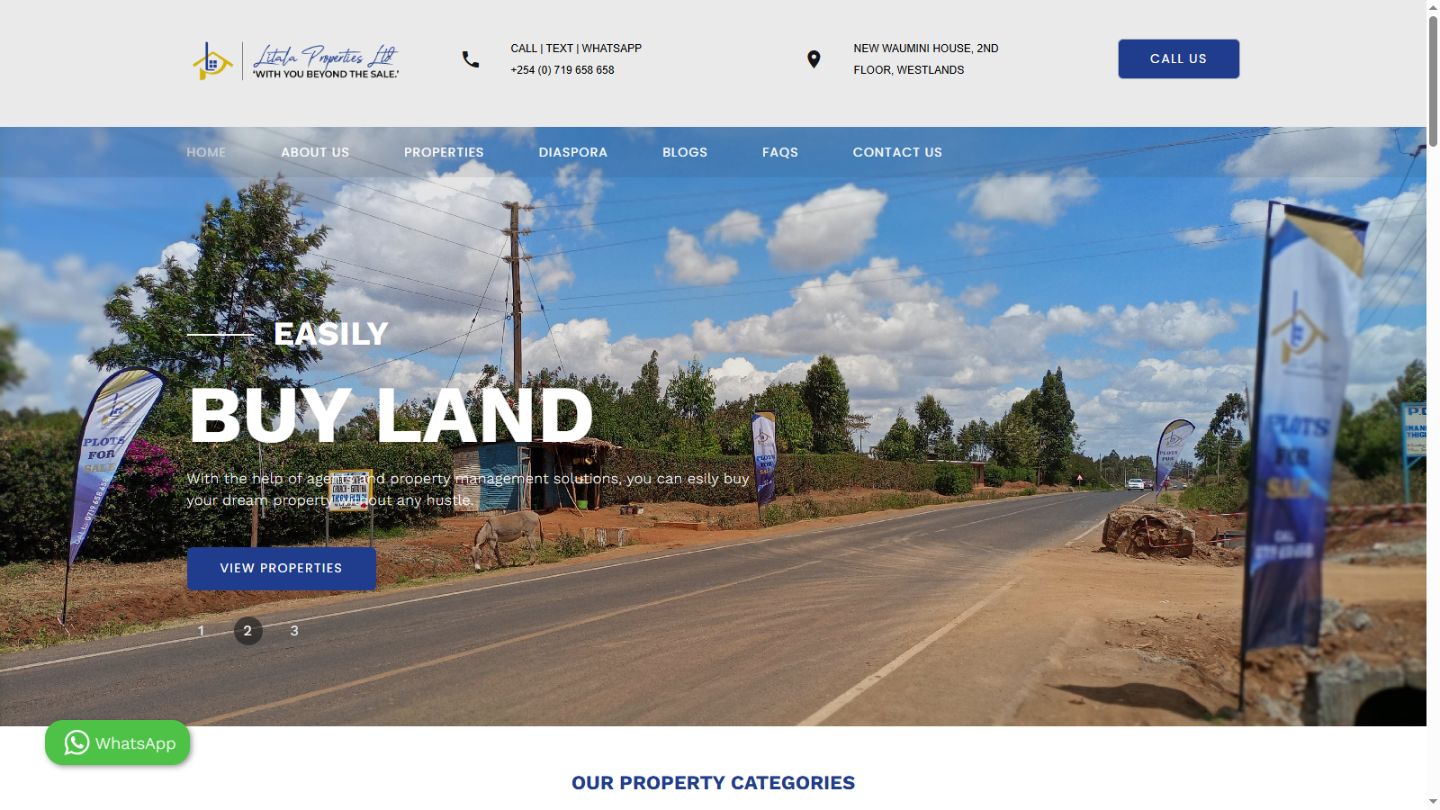 Litala Properties Ltd
"WITH YOU BEYOND THE SALE."
CALL | TEXT | WHATSAPP
+254 (0) 719 658 658
NEW WAUMINI HOUSE, 2ND
FLOOR, WESTLANDS
CALL US
HOME
ABOUT US
PROPERTIES
DIASPORA
BLOGS
FAQS
CONTACT US
EASILY
BUY LAND
With the help of agents and property management solutions, you can esily buy
your dream property without any hustle.
VIEW PROPERTIES
1
2
3
PLOTS
FOR
SALE
PLOTS
FOR
SALE
WhatsApp
OUR PROPERTY CATEGORIES